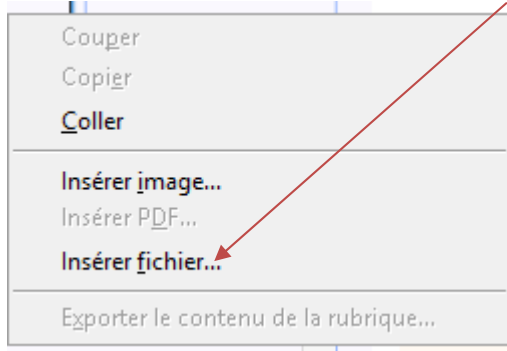 Couper
Copier
Coller
Insérer image...
Insérer PDF...
Insérer fichier...
Exporter le contenu de la rubrique...